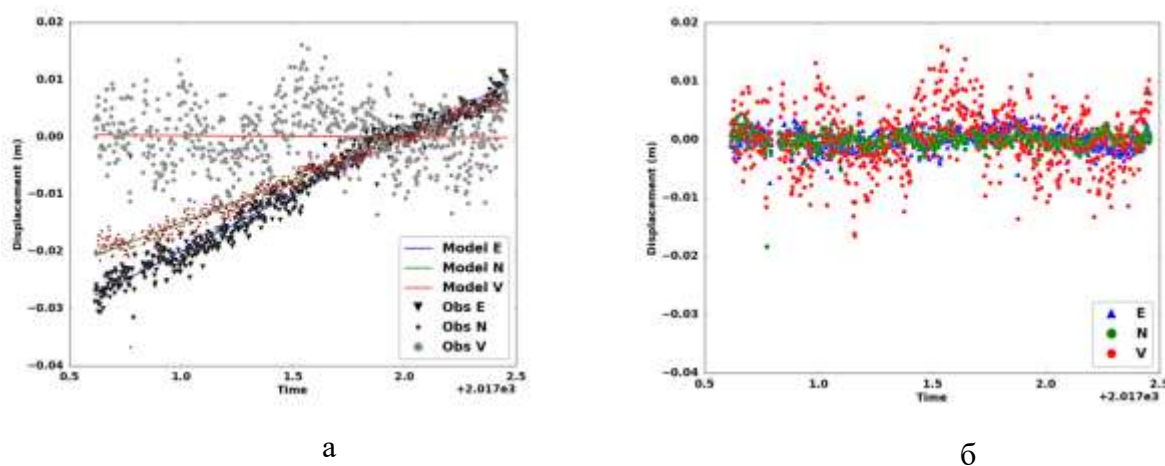 0.02
0.01
0.00
−0.01
−0.02
−0.03
−0.04
Displacement (m)
Model E
Model N
Model V
Obs E
Obs N
Obs V
0.5 1.0 1.5 2.0 2.5
Time +2.017e3
а
0.02
0.01
0.00
−0.01
−0.02
−0.03
−0.04
Displacement (m)
E
N
V
0.5 1.0 1.5 2.0 2.5
Time +2.017e3
б